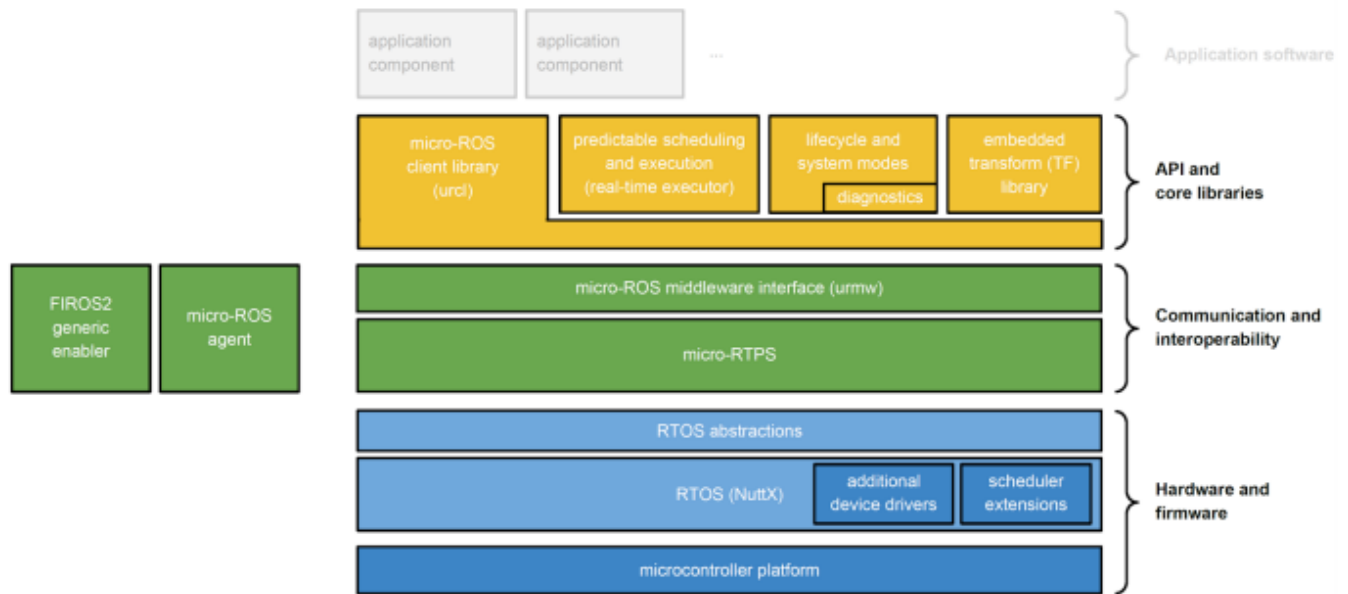 application
component
application
component
...
Application software
micro-ROS
client library
(urcl)
predictable scheduling
and execution
(real-time executor)
lifecycle and
system modes
diagnostics
embedded
transform (TF)
library
API and
core libraries
FIROS2
generic
enabler
micro-ROS
agent
micro-ROS middleware interface (urmw)
micro-RTPS
Communication and
interoperability
RTOS abstractions
RTOS (NuttX)
additional
device drivers
scheduler
extensions
microcontroller platform
Hardware and
firmware